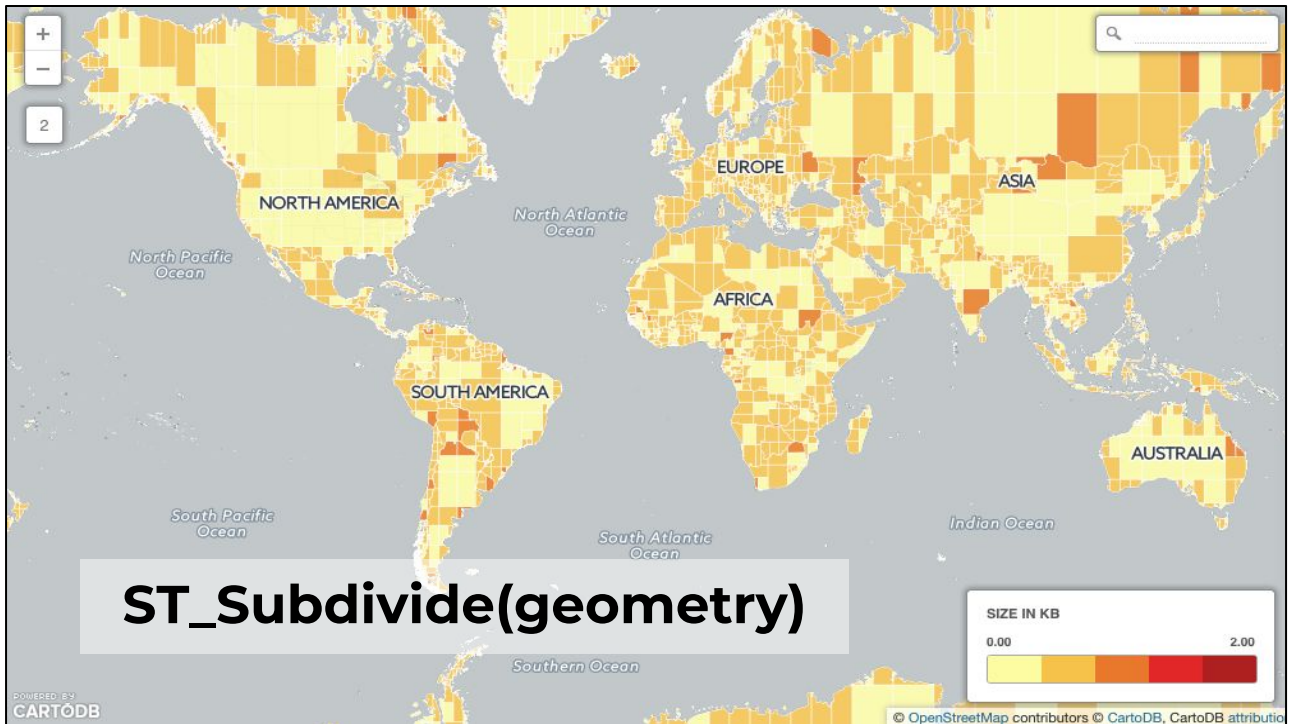 +
−
2
EUROPE
ASIA
NORTH AMERICA
North Atlantic
Ocean
North Pacific
Ocean
AFRICA
SOUTH AMERICA
AUSTRALIA
South Pacific
Ocean
Indian Ocean
South Atlantic
Ocean
ST_Subdivide(geometry)
SIZE IN KB
0.00 2.00
Southern Ocean
POWERED BY
CARTODB
© OpenStreetMap contributors © CartoDB, CartoDB attributio